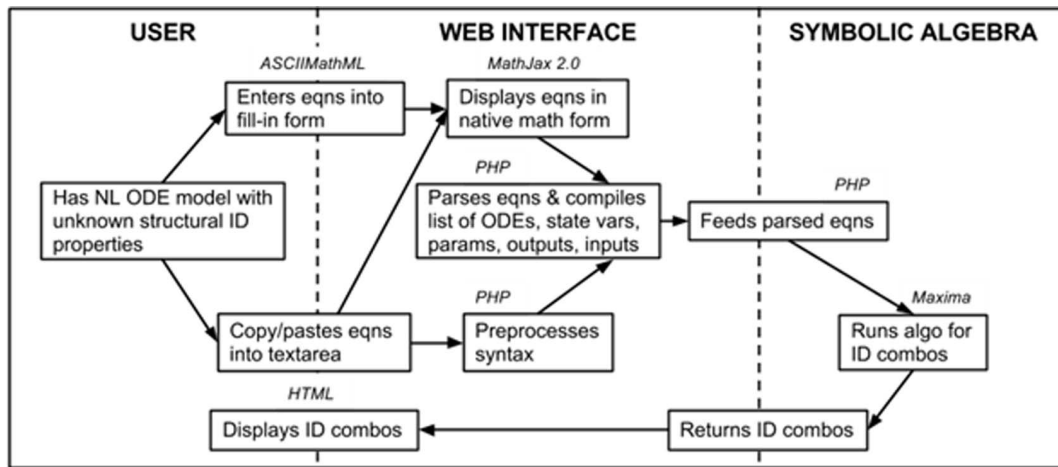 USER
WEB INTERFACE
SYMBOLIC ALGEBRA
ASCIIMathML
Enters eqns into
fill-in form
MathJax 2.0
Displays eqns in
native math form
Has NL ODE model with
unknown structural ID
properties
PHP
Parses eqns & compiles
list of ODEs, state vars,
params, outputs, inputs
PHP
Feeds parsed eqns
Copy/pastes eqns
into textarea
PHP
Preprocesses
syntax
Maxima
Runs algo for
ID combos
HTML
Displays ID combos
Returns ID combos